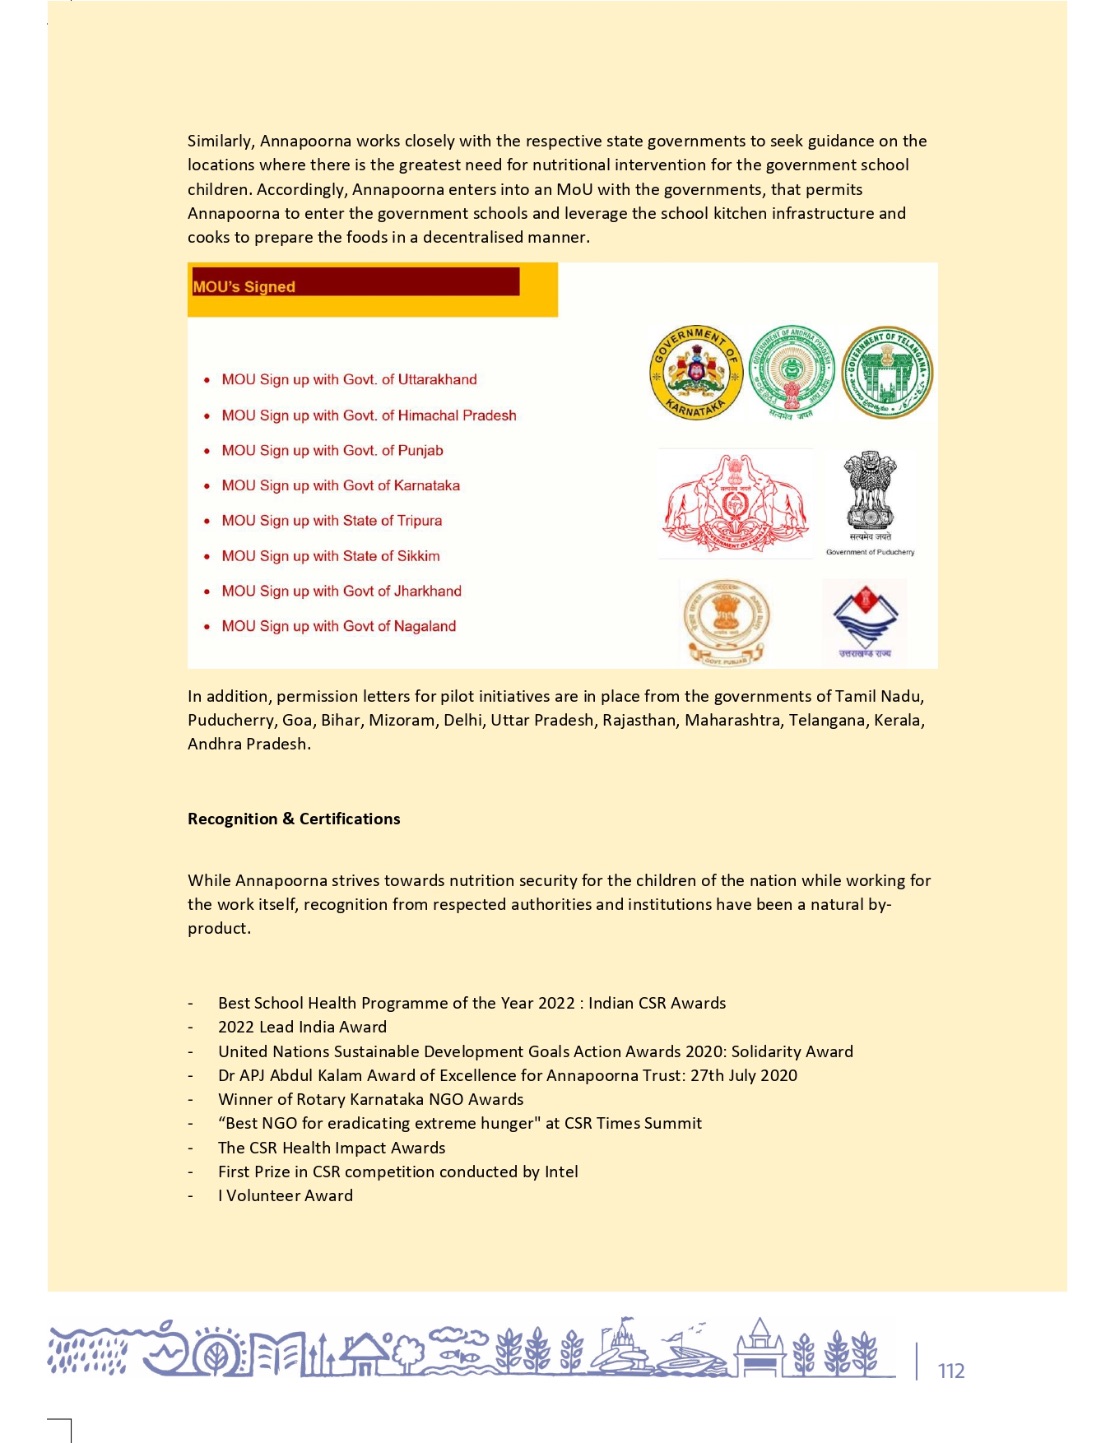 Similarly, Annapoorna works closely with the respective state governments to seek guidance on the
locations where there is the greatest need for nutritional intervention for the government school
children. Accordingly, Annapoorna enters into an MoU with the governments, that permits
Annapoorna to enter the government schools and leverage the school kitchen infrastructure and
cooks to prepare the foods in a decentralised manner.
MOU's Signed
• MOU Sign up with Govt. of Uttarakhand
• MOU Sign up with Govt. of Himachal Pradesh
• MOU Sign up with Govt. of Punjab
• MOU Sign up with Govt of Karnataka
• MOU Sign up with State of Tripura
• MOU Sign up with State of Sikkim
• MOU Sign up with Govt of Jharkhand
• MOU Sign up with Govt of Nagaland
GOVERNMENT OF
KARNATAKA
GOVERNMENT OF ANDHRA PRADESH
सत्यमेव जयते
GOVERNMENT OF TELANGANA
GOVERNMENT OF KERALA
सत्यमेव जयते
Government of Puducherry
GOVT. PUNJAB
उत्तराखण्ड राज्य
In addition, permission letters for pilot initiatives are in place from the governments of Tamil Nadu,
Puducherry, Goa, Bihar, Mizoram, Delhi, Uttar Pradesh, Rajasthan, Maharashtra, Telangana, Kerala,
Andhra Pradesh.
Recognition & Certifications
While Annapoorna strives towards nutrition security for the children of the nation while working for
the work itself, recognition from respected authorities and institutions have been a natural by-
product.
- Best School Health Programme of the Year 2022 : Indian CSR Awards
- 2022 Lead India Award
- United Nations Sustainable Development Goals Action Awards 2020: Solidarity Award
- Dr APJ Abdul Kalam Award of Excellence for Annapoorna Trust: 27th July 2020
- Winner of Rotary Karnataka NGO Awards
- “Best NGO for eradicating extreme hunger" at CSR Times Summit
- The CSR Health Impact Awards
- First Prize in CSR competition conducted by Intel
- I Volunteer Award
112